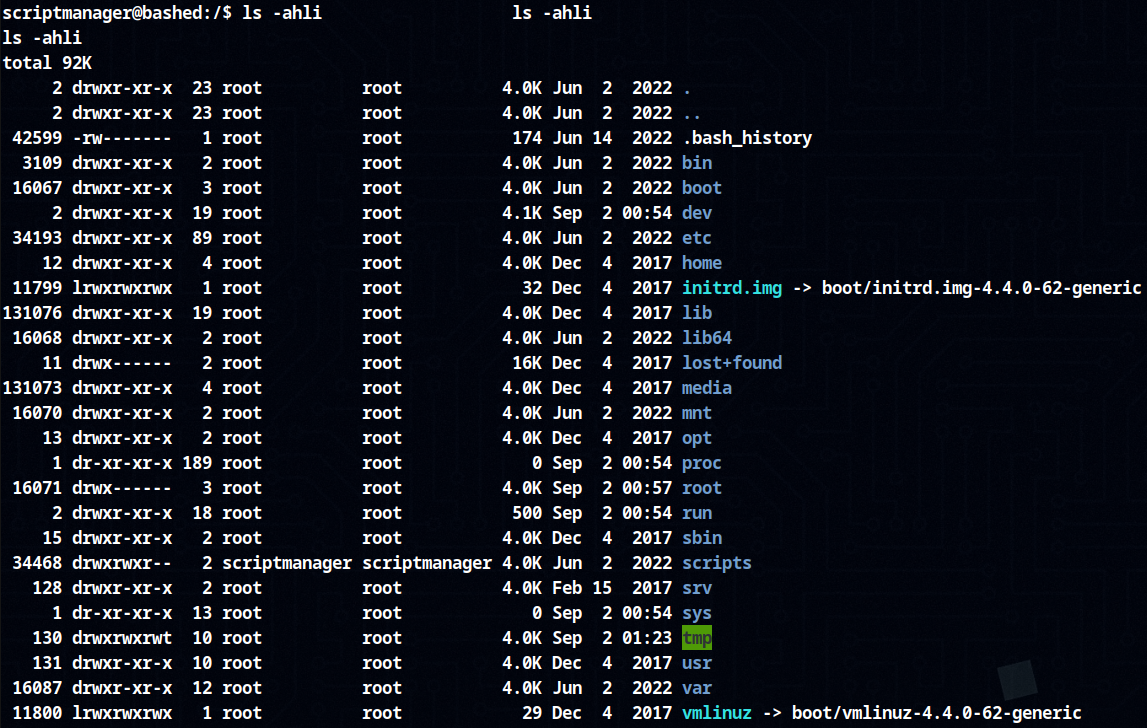 scriptmanager@bashed:/$ ls -ahli                   ls -ahli
ls -ahli
total 92K
     2 drwxr-xr-x  23 root          root          4.0K Jun  2  2022 .
     2 drwxr-xr-x  23 root          root          4.0K Jun  2  2022 ..
 42599 -rw-------   1 root          root           174 Jun 14  2022 .bash_history
  3109 drwxr-xr-x   2 root          root          4.0K Jun  2  2022 bin
 16067 drwxr-xr-x   3 root          root          4.0K Jun  2  2022 boot
     2 drwxr-xr-x  19 root          root          4.1K Sep  2 00:54 dev
 34193 drwxr-xr-x  89 root          root          4.0K Jun  2  2022 etc
    12 drwxr-xr-x   4 root          root          4.0K Dec  4  2017 home
 11799 lrwxrwxrwx   1 root          root            32 Dec  4  2017 initrd.img -> boot/initrd.img-4.4.0-62-generic
131076 drwxr-xr-x  19 root          root          4.0K Dec  4  2017 lib
 16068 drwxr-xr-x   2 root          root          4.0K Jun  2  2022 lib64
    11 drwx------   2 root          root           16K Dec  4  2017 lost+found
131073 drwxr-xr-x   4 root          root          4.0K Dec  4  2017 media
 16070 drwxr-xr-x   2 root          root          4.0K Jun  2  2022 mnt
    13 drwxr-xr-x   2 root          root          4.0K Dec  4  2017 opt
     1 dr-xr-xr-x 189 root          root             0 Sep  2 00:54 proc
 16071 drwx------   3 root          root          4.0K Sep  2 00:57 root
     2 drwxr-xr-x  18 root          root           500 Sep  2 00:54 run
    15 drwxr-xr-x   2 root          root          4.0K Dec  4  2017 sbin
 34468 drwxrwxr--   2 scriptmanager scriptmanager 4.0K Jun  2  2022 scripts
   128 drwxr-xr-x   2 root          root          4.0K Feb 15  2017 srv
     1 dr-xr-xr-x  13 root          root             0 Sep  2 00:54 sys
   130 drwxrwxrwt  10 root          root          4.0K Sep  2 01:23 tmp
   131 drwxr-xr-x  10 root          root          4.0K Dec  4  2017 usr
 16087 drwxr-xr-x  12 root          root          4.0K Jun  2  2022 var
 11800 lrwxrwxrwx   1 root          root            29 Dec  4  2017 vmlinuz -> boot/vmlinuz-4.4.0-62-generic